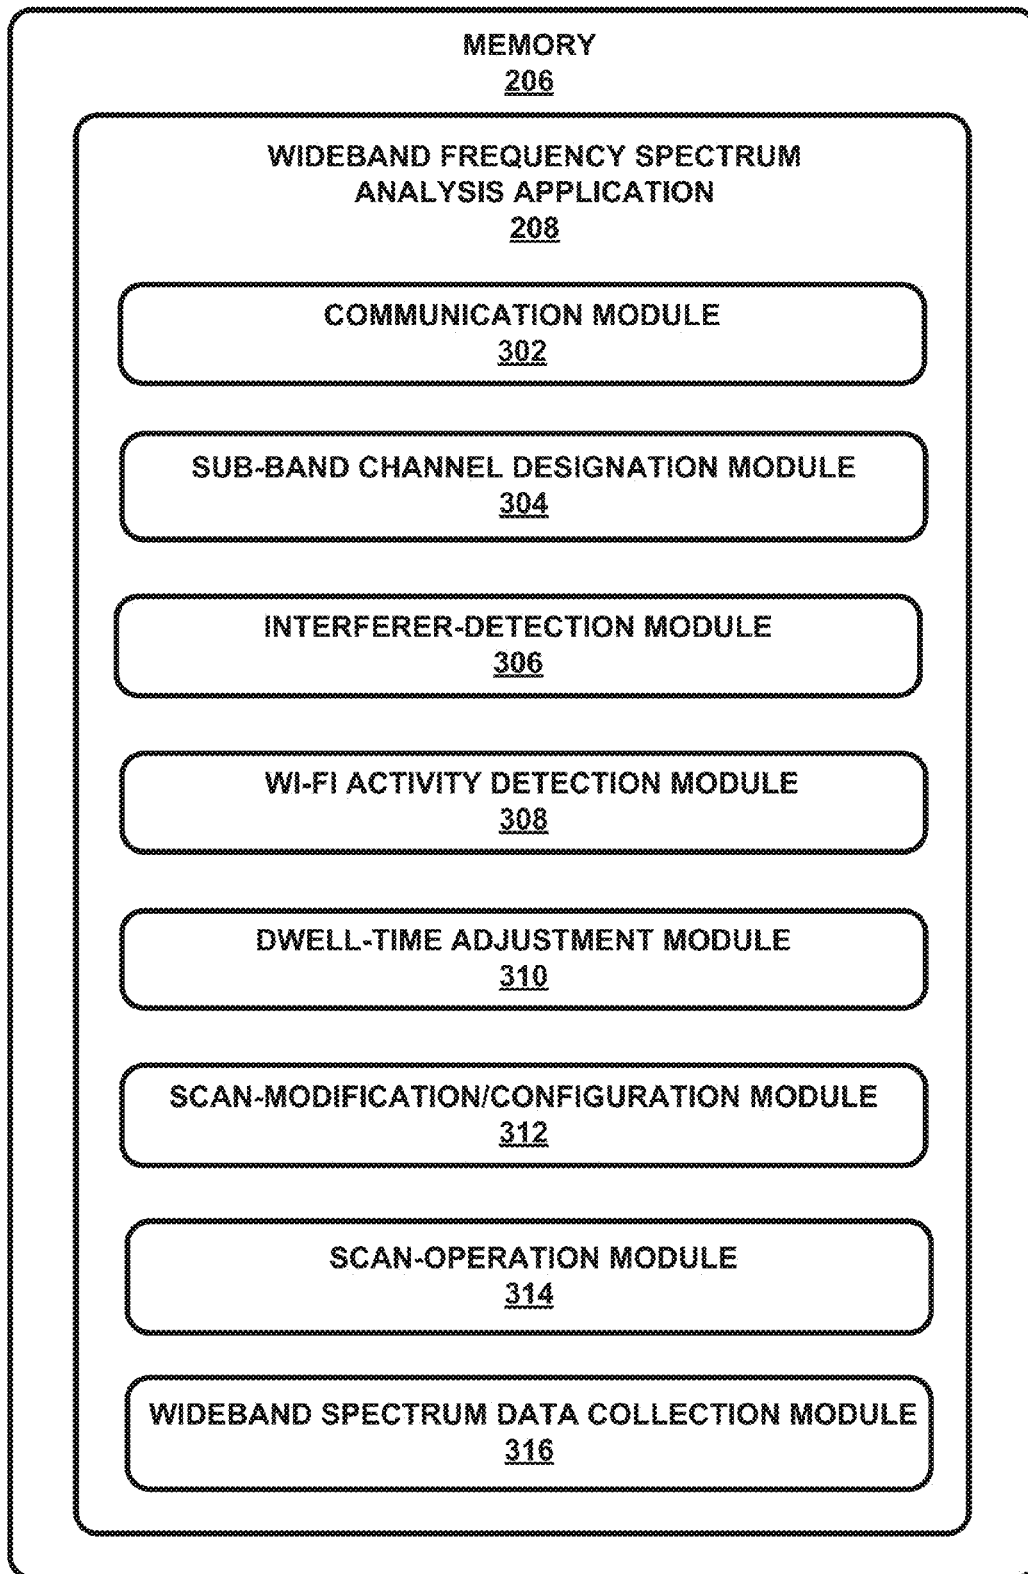 MEMORY
206
WIDEBAND FREQUENCY SPECTRUM
ANALYSIS APPLICATION
208
COMMUNICATION MODULE
302
SUB-BAND CHANNEL DESIGNATION MODULE
304
INTERFERER-DETECTION MODULE
306
WI-FI ACTIVITY DETECTION MODULE
308
DWELL-TIME ADJUSTMENT MODULE
310
SCAN-MODIFICATION/CONFIGURATION MODULE
312
SCAN-OPERATION MODULE
314
WIDEBAND SPECTRUM DATA COLLECTION MODULE
316